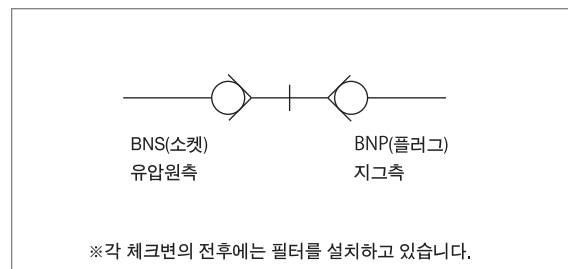 BNS(소켓)
유압원측
BNP(플러그)
지그측
※각 체크변의 전후에는 필터를 설치하고 있습니다.